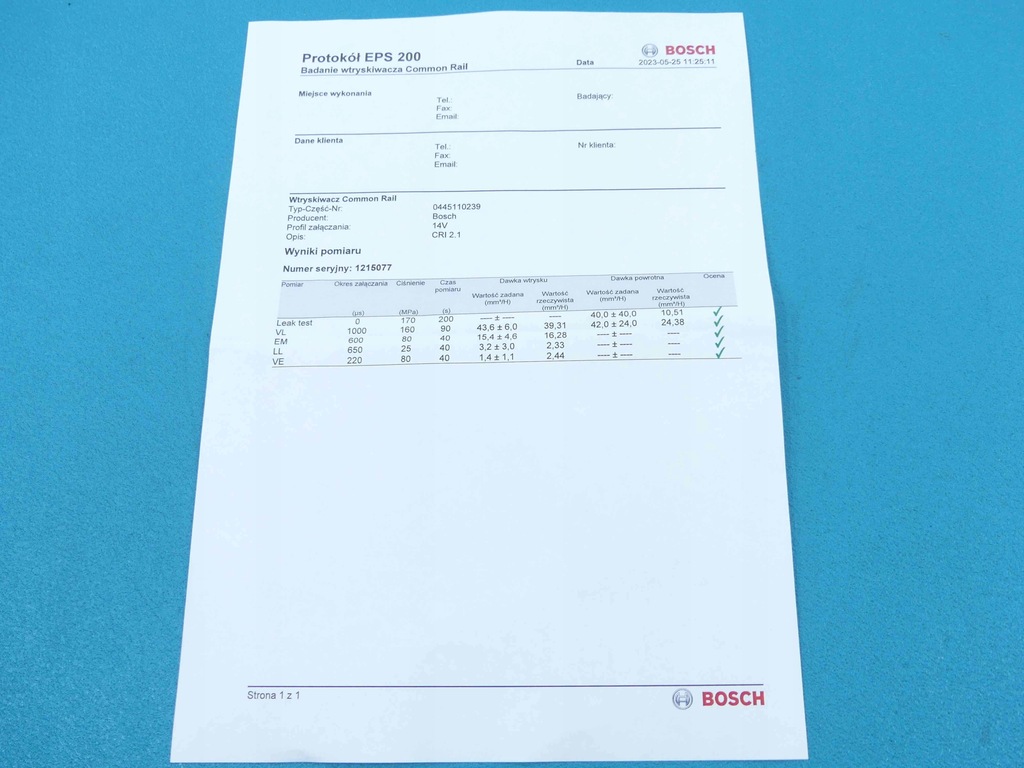 Protokół EPS 200
Badanie wtryskiwacza Common Rail
Data
BOSCH
2023-05-25 11:25:11
Miejsce wykonania
Tel.:
Fax:
Email:
Badający:
Dane klienta
Tel.:
Fax:
Email:
Nr klienta:
Wtryskiwacz Common Rail
Typ-Część-Nr: 0445110239
Producent: Bosch
Profil załączania: 14V
Opis: CRI 2.1
Wyniki pomiaru
Numer seryjny: 1215077
Pomiar Okres załączania Ciśnienie Czas pomiaru Dawka wtrysku Dawka powrotna Ocena
Wartość zadana (mm³/H) Wartość rzeczywista (mm³/H) Wartość zadana (mm³/H) Wartość rzeczywista (mm³/H)
(µs) (MPa) (s)
Leak test 0 170 200 ---- ± ---- ---- 40,0 ± 40,0 10,51 ✓
VL 1000 160 90 43,6 ± 6,0 39,31 42,0 ± 24,0 24,38 ✓
EM 600 80 40 15,4 ± 4,6 16,28 ---- ± ---- ---- ✓
LL 650 25 40 3,2 ± 3,0 2,33 ---- ± ---- ---- ✓
VE 220 80 40 1,4 ± 1,1 2,44 ---- ± ---- ---- ✓
Strona 1 z 1
BOSCH